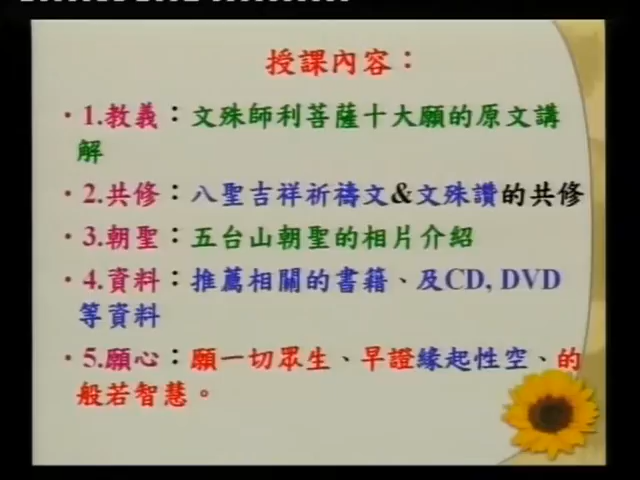 授課內容：
· 1.教義：文殊師利菩薩十大願的原文講
解
· 2.共修：八聖吉祥祈禱文&文殊讚的共修
· 3.朝聖：五台山朝聖的相片介紹
· 4.資料：推薦相關的書籍、及CD, DVD
等資料
· 5.願心：願一切眾生、早證緣起性空、的
般若智慧。